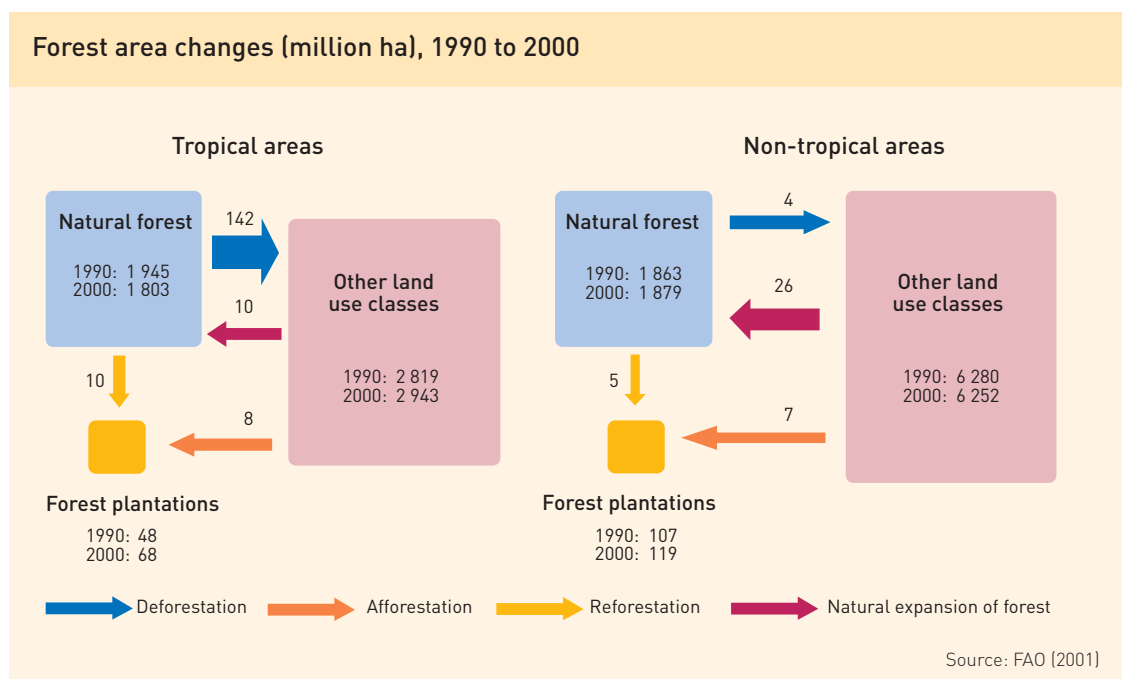 Forest area changes (million ha), 1990 to 2000
Tropical areas
Natural forest
1990: 1 945
2000: 1 803
142
10
Other land
use classes
1990: 2 819
2000: 2 943
10
8
Forest plantations
1990: 48
2000: 68
Non-tropical areas
Natural forest
1990: 1 863
2000: 1 879
4
26
Other land
use classes
1990: 6 280
2000: 6 252
5
7
Forest plantations
1990: 107
2000: 119
Deforestation
Afforestation
Reforestation
Natural expansion of forest
Source: FAO (2001)